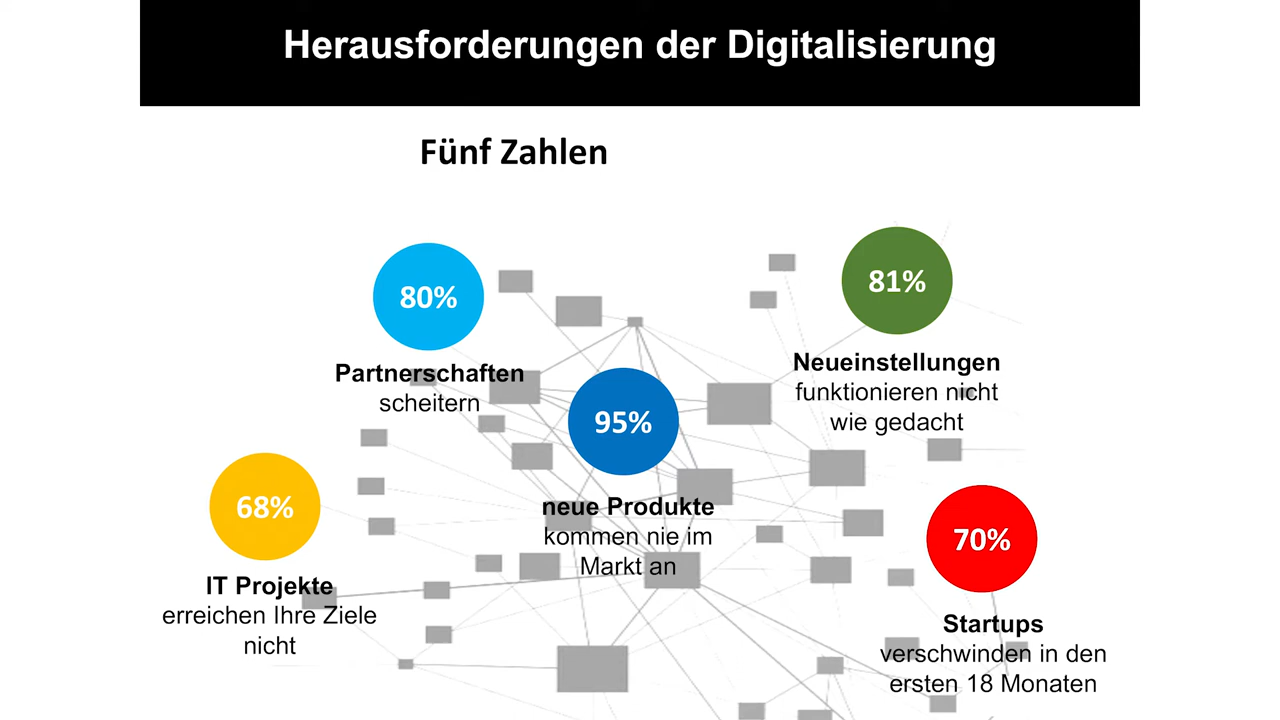 Herausforderungen der Digitalisierung
Fünf Zahlen
80%
Partnerschaften
scheitern
81%
Neueinstellungen
funktionieren nicht
wie gedacht
95%
neue Produkte
kommen nie im
Markt an
68%
IT Projekte
erreichen Ihre Ziele
nicht
70%
Startups
verschwinden in den
ersten 18 Monaten